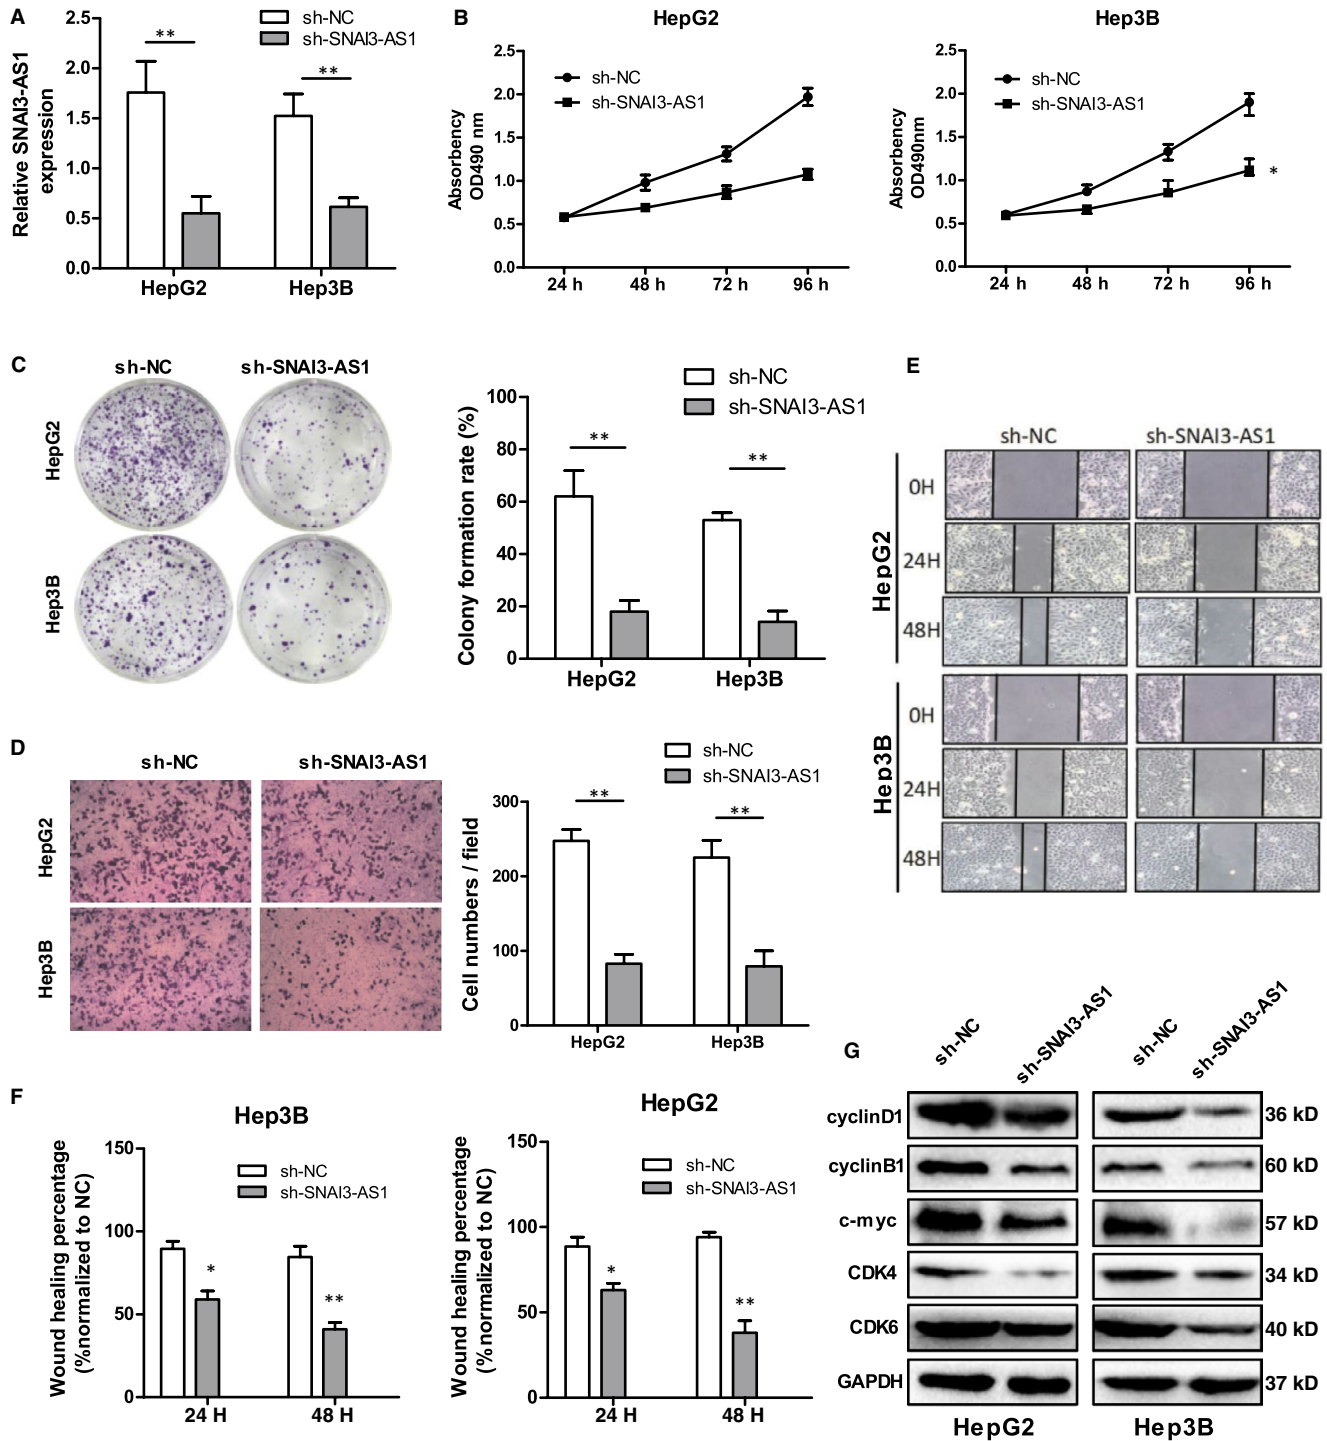 A
Relative SNAI3-AS1
expression
2.5
2.0
1.5
1.0
0.5
0.0
sh-NC
sh-SNAI3-AS1
**
**
HepG2
Hep3B
B
HepG2
Absorbency
OD490 nm
2.5
2.0
1.5
1.0
0.5
0.0
sh-NC
sh-SNAI3-AS1
24 h 48 h 72 h 96 h
Hep3B
Absorbency
OD490nm
2.5
2.0
1.5
1.0
0.5
0.0
sh-NC
sh-SNAI3-AS1
*
24 h 48 h 72 h 96 h
C
sh-NC sh-SNAI3-AS1
HepG2
Hep3B
Colony formation rate (%)
100
80
60
40
20
0
sh-NC
sh-SNAI3-AS1
**
**
HepG2 Hep3B
D
sh-NC sh-SNAI3-AS1
HepG2
Hep3B
Cell numbers / field
300
200
100
0
sh-NC
sh-SNAI3-AS1
**
**
HepG2 Hep3B
E
sh-NC sh-SNAI3-AS1
HepG2
0H
24H
48H
Hep3B
0H
24H
48H
F
Hep3B
Wound healing percentage
(%normalized to NC)
150
100
50
0
sh-NC
sh-SNAI3-AS1
*
**
24 H 48 H
HepG2
Wound healing percentage
(%normalized to NC)
150
100
50
0
sh-NC
sh-SNAI3-AS1
*
**
24 H 48 H
G
sh-NC
sh-SNAI3-AS1
sh-NC
sh-SNAI3-AS1
cyclinD1 36 kD
cyclinB1 60 kD
c-myc 57 kD
CDK4 34 kD
CDK6 40 kD
GAPDH 37 kD
HepG2 Hep3B